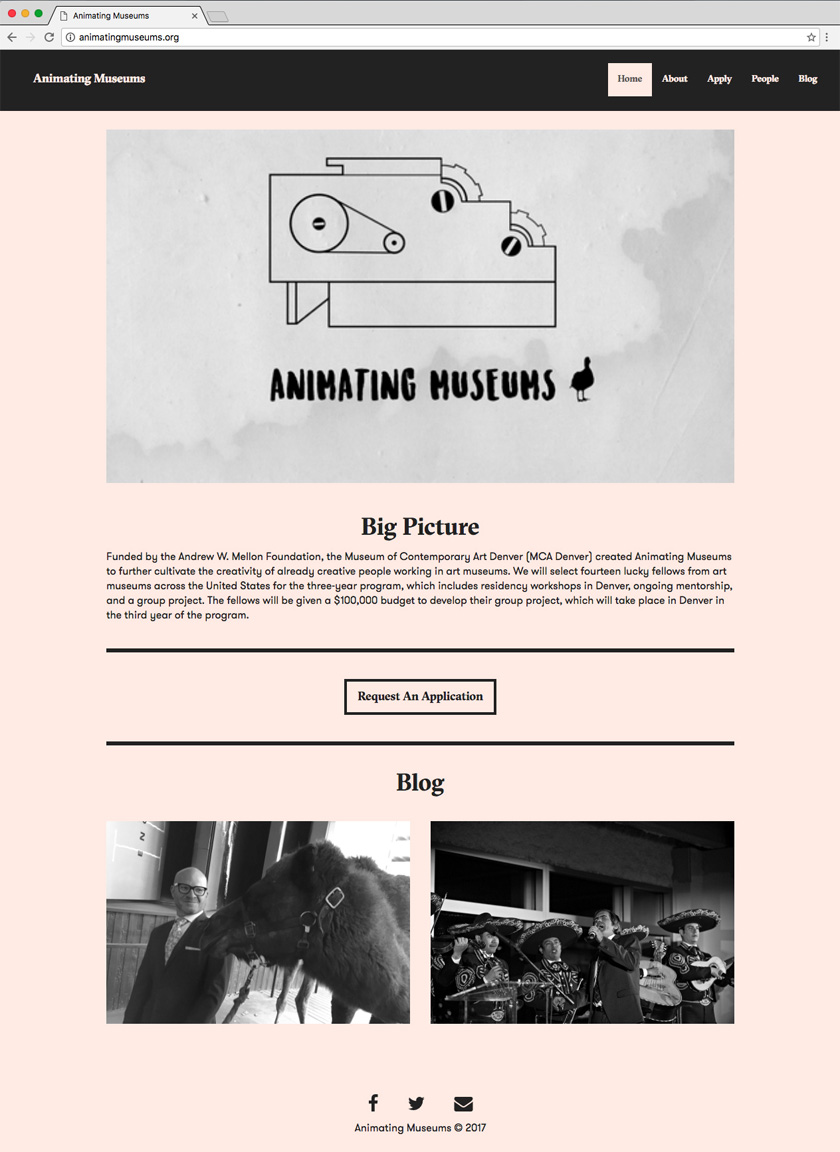 Animating Museums
animatingmuseums.org
Animating Museums
Home
About
Apply
People
Blog
ANIMATING MUSEUMS
Big Picture
Funded by the Andrew W. Mellon Foundation, the Museum of Contemporary Art Denver (MCA Denver) created Animating Museums
to further cultivate the creativity of already creative people working in art museums. We will select fourteen lucky fellows from art
museums across the United States for the three-year program, which includes residency workshops in Denver, ongoing mentorship,
and a group project. The fellows will be given a $100,000 budget to develop their group project, which will take place in Denver in
the third year of the program.
Request An Application
Blog
2
Animating Museums © 2017